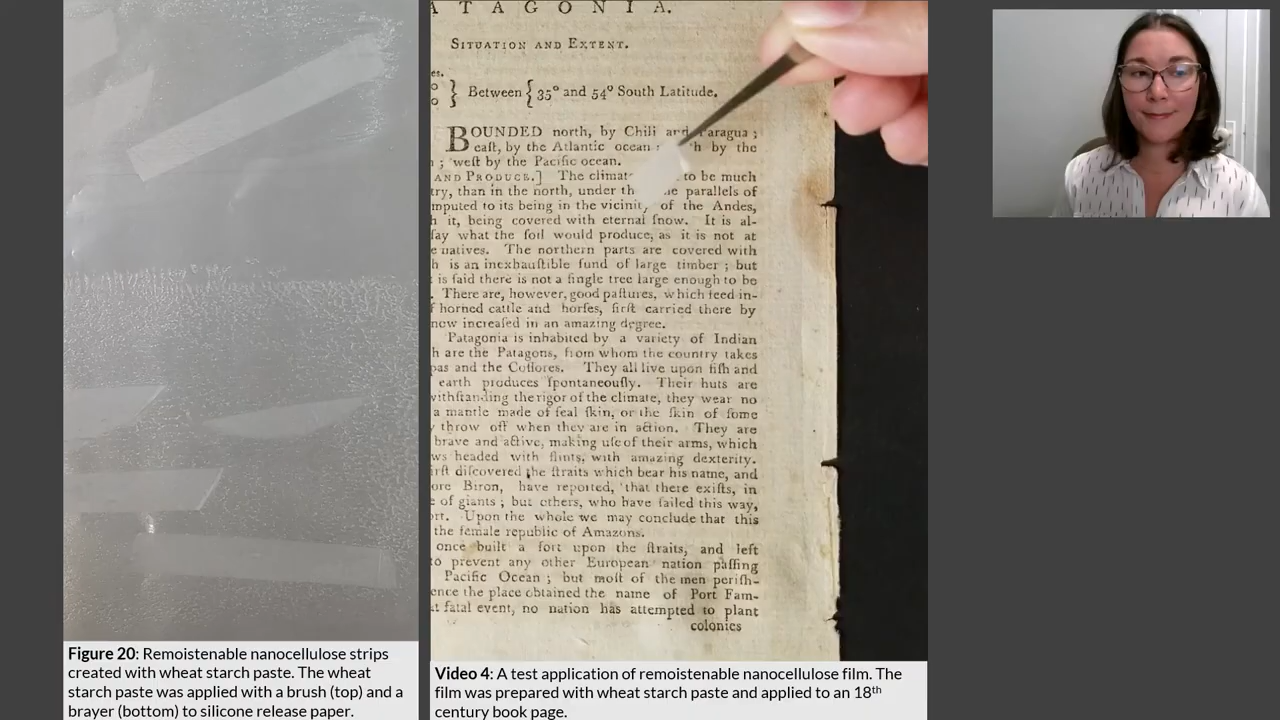 Figure 20: Remoistenable nanocellulose strips
created with wheat starch paste. The wheat
starch paste was applied with a brush (top) and a
brayer (bottom) to silicone release paper.
ATAGONIA.
SITUATION AND EXTENT.
es.
} Between { 35° and 54° South Latitude.
BOUNDED north, by Chili and Paragua ;
eaſt, by the Atlantic ocean by the
; weſt by the Pacific ocean.
AND PRODUCE.] The climate to be much
try, than in the north, under parallels of
mputed to its being in the vicinity of the Andes,
h it, being covered with eternal ſnow. It is al-
ſay what the ſoil would produce, as it is not at
e natives. The northern parts are covered with
h is an inexhauſtible fund of large timber ; but
t is ſaid there is not a ſingle tree large enough to be
. There are, however, good paſtures, which feed in-
f horned cattle and horſes, firſt carried there by
now increaſed in an amazing degree.
Patagonia is inhabited by a variety of Indian
h are the Patagons, from whom the country takes
pas and the Coſſores. They all live upon fiſh and
earth produces ſpontaneouſly. Their huts are
withſtanding the rigor of the climate, they wear no
a mantle made of ſeal ſkin, or the ſkin of ſome
y throw off when they are in action. They are
brave and active, making uſe of their arms, which
ws headed with flints, with amazing dexterity.
irſt diſcovered the ſtraits which bear his name, and
ore Biron, have reported, that there exiſts, in
e of giants ; but others, who have ſailed this way,
ort. Upon the whole we may conclude that this
the female republic of Amazons.
once built a fort upon the ſtraits, and left
to prevent any other European nation paſſing
Pacific Ocean ; but moſt of the men periſh-
ence the place obtained the name of Port Fam-
at fatal event, no nation has attempted to plant
colonies
Video 4: A test application of remoistenable nanocellulose film. The
film was prepared with wheat starch paste and applied to an 18th
century book page.